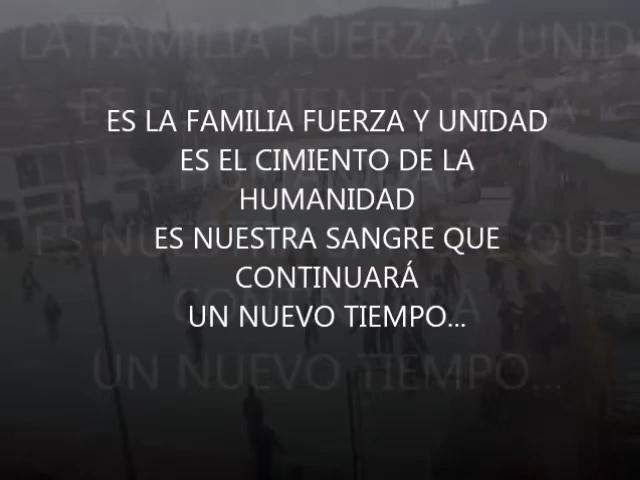 ES LA FAMILIA FUERZA Y UNIDAD
ES EL CIMIENTO DE LA
HUMANIDAD
ES NUESTRA SANGRE QUE
CONTINUARÁ
UN NUEVO TIEMPO...